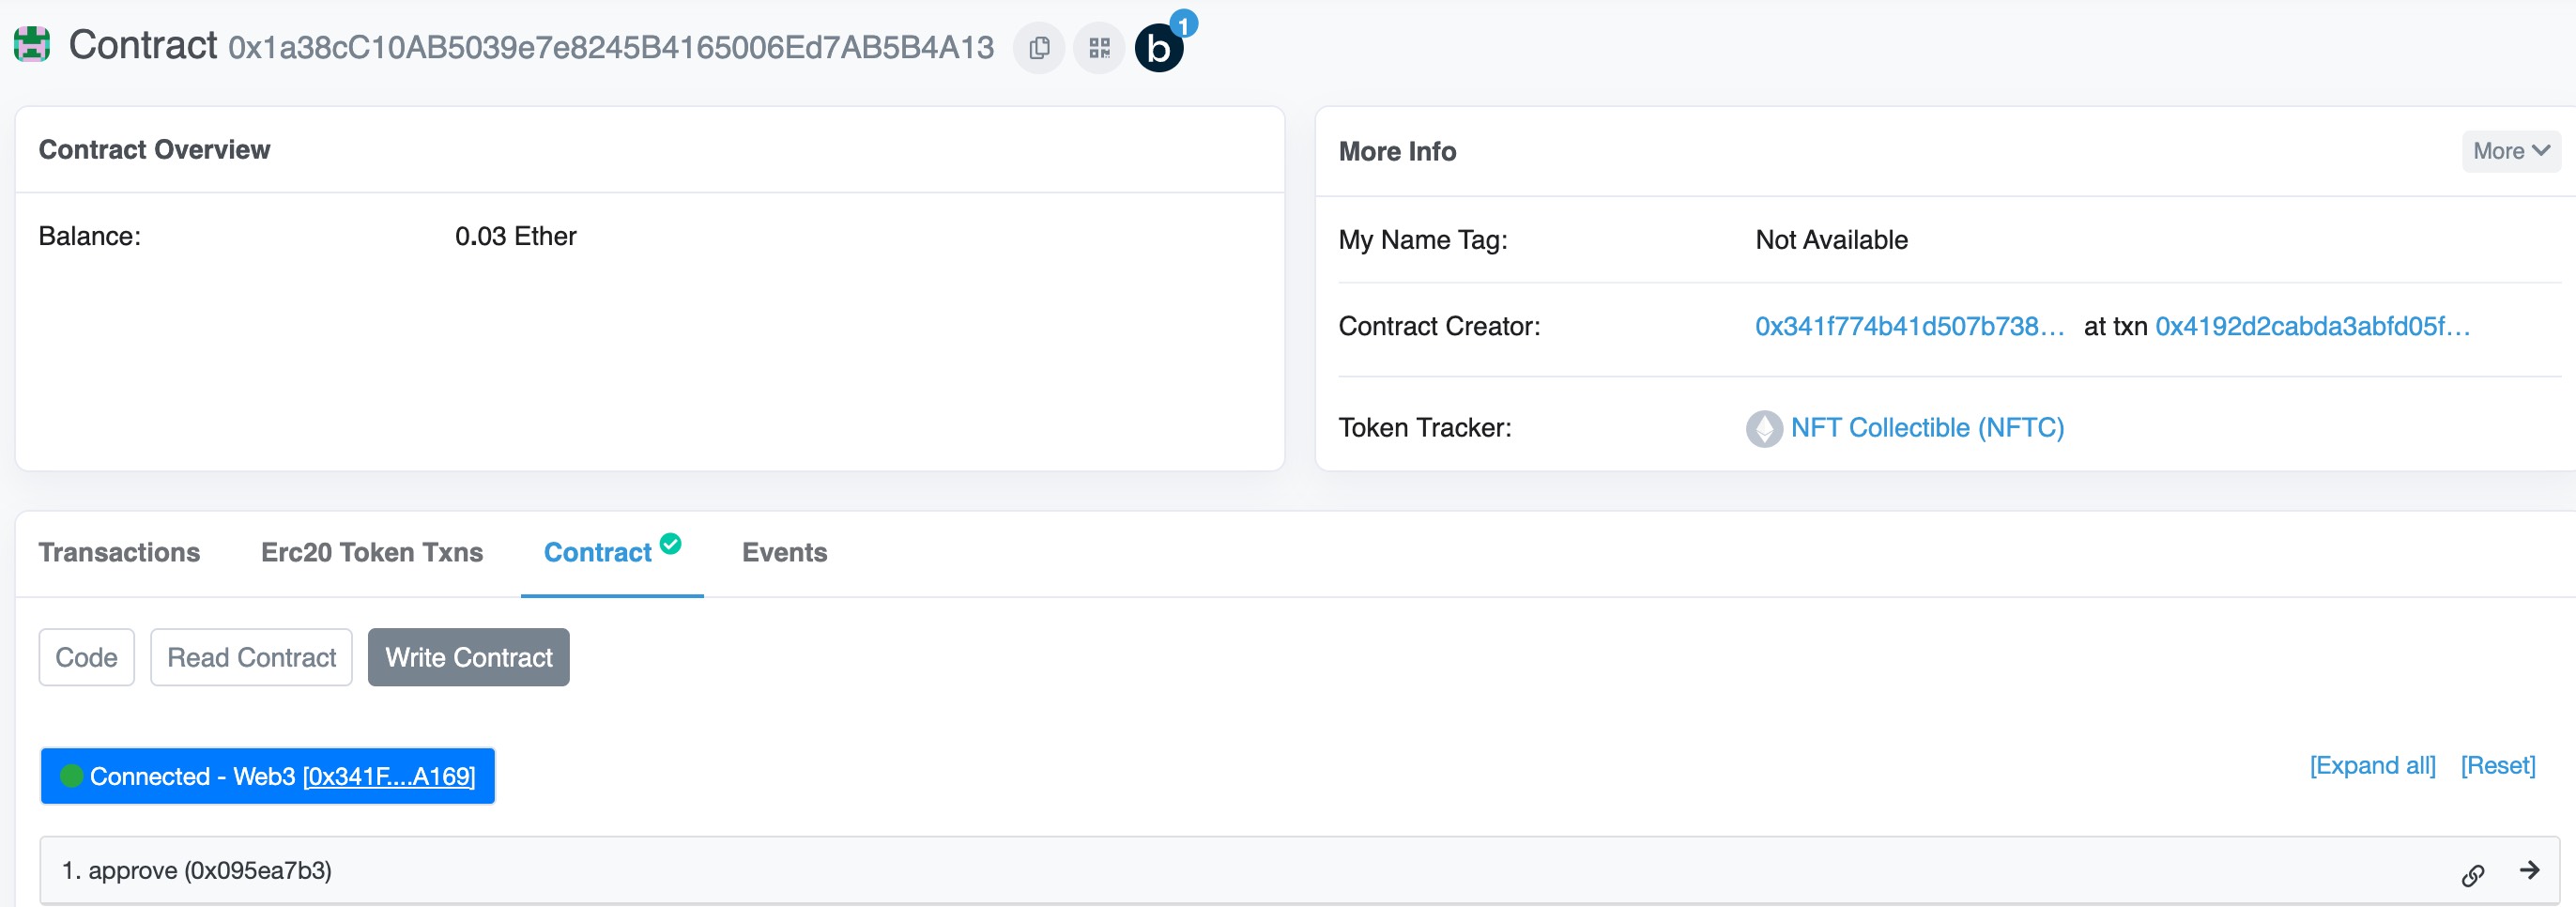 Contract 0x1a38cC10AB5039e7e8245B4165006Ed7AB5B4A13 b 1
Contract Overview
Balance: 0.03 Ether
More Info More
My Name Tag: Not Available
Contract Creator: 0x341f774b41d507b738... at txn 0x4192d2cabda3abfd05f...
Token Tracker: NFT Collectible (NFTC)
Transactions Erc20 Token Txns Contract Events
Code Read Contract Write Contract
Connected - Web3 [0x341F....A169] [Expand all] [Reset]
1. approve (0x095ea7b3)